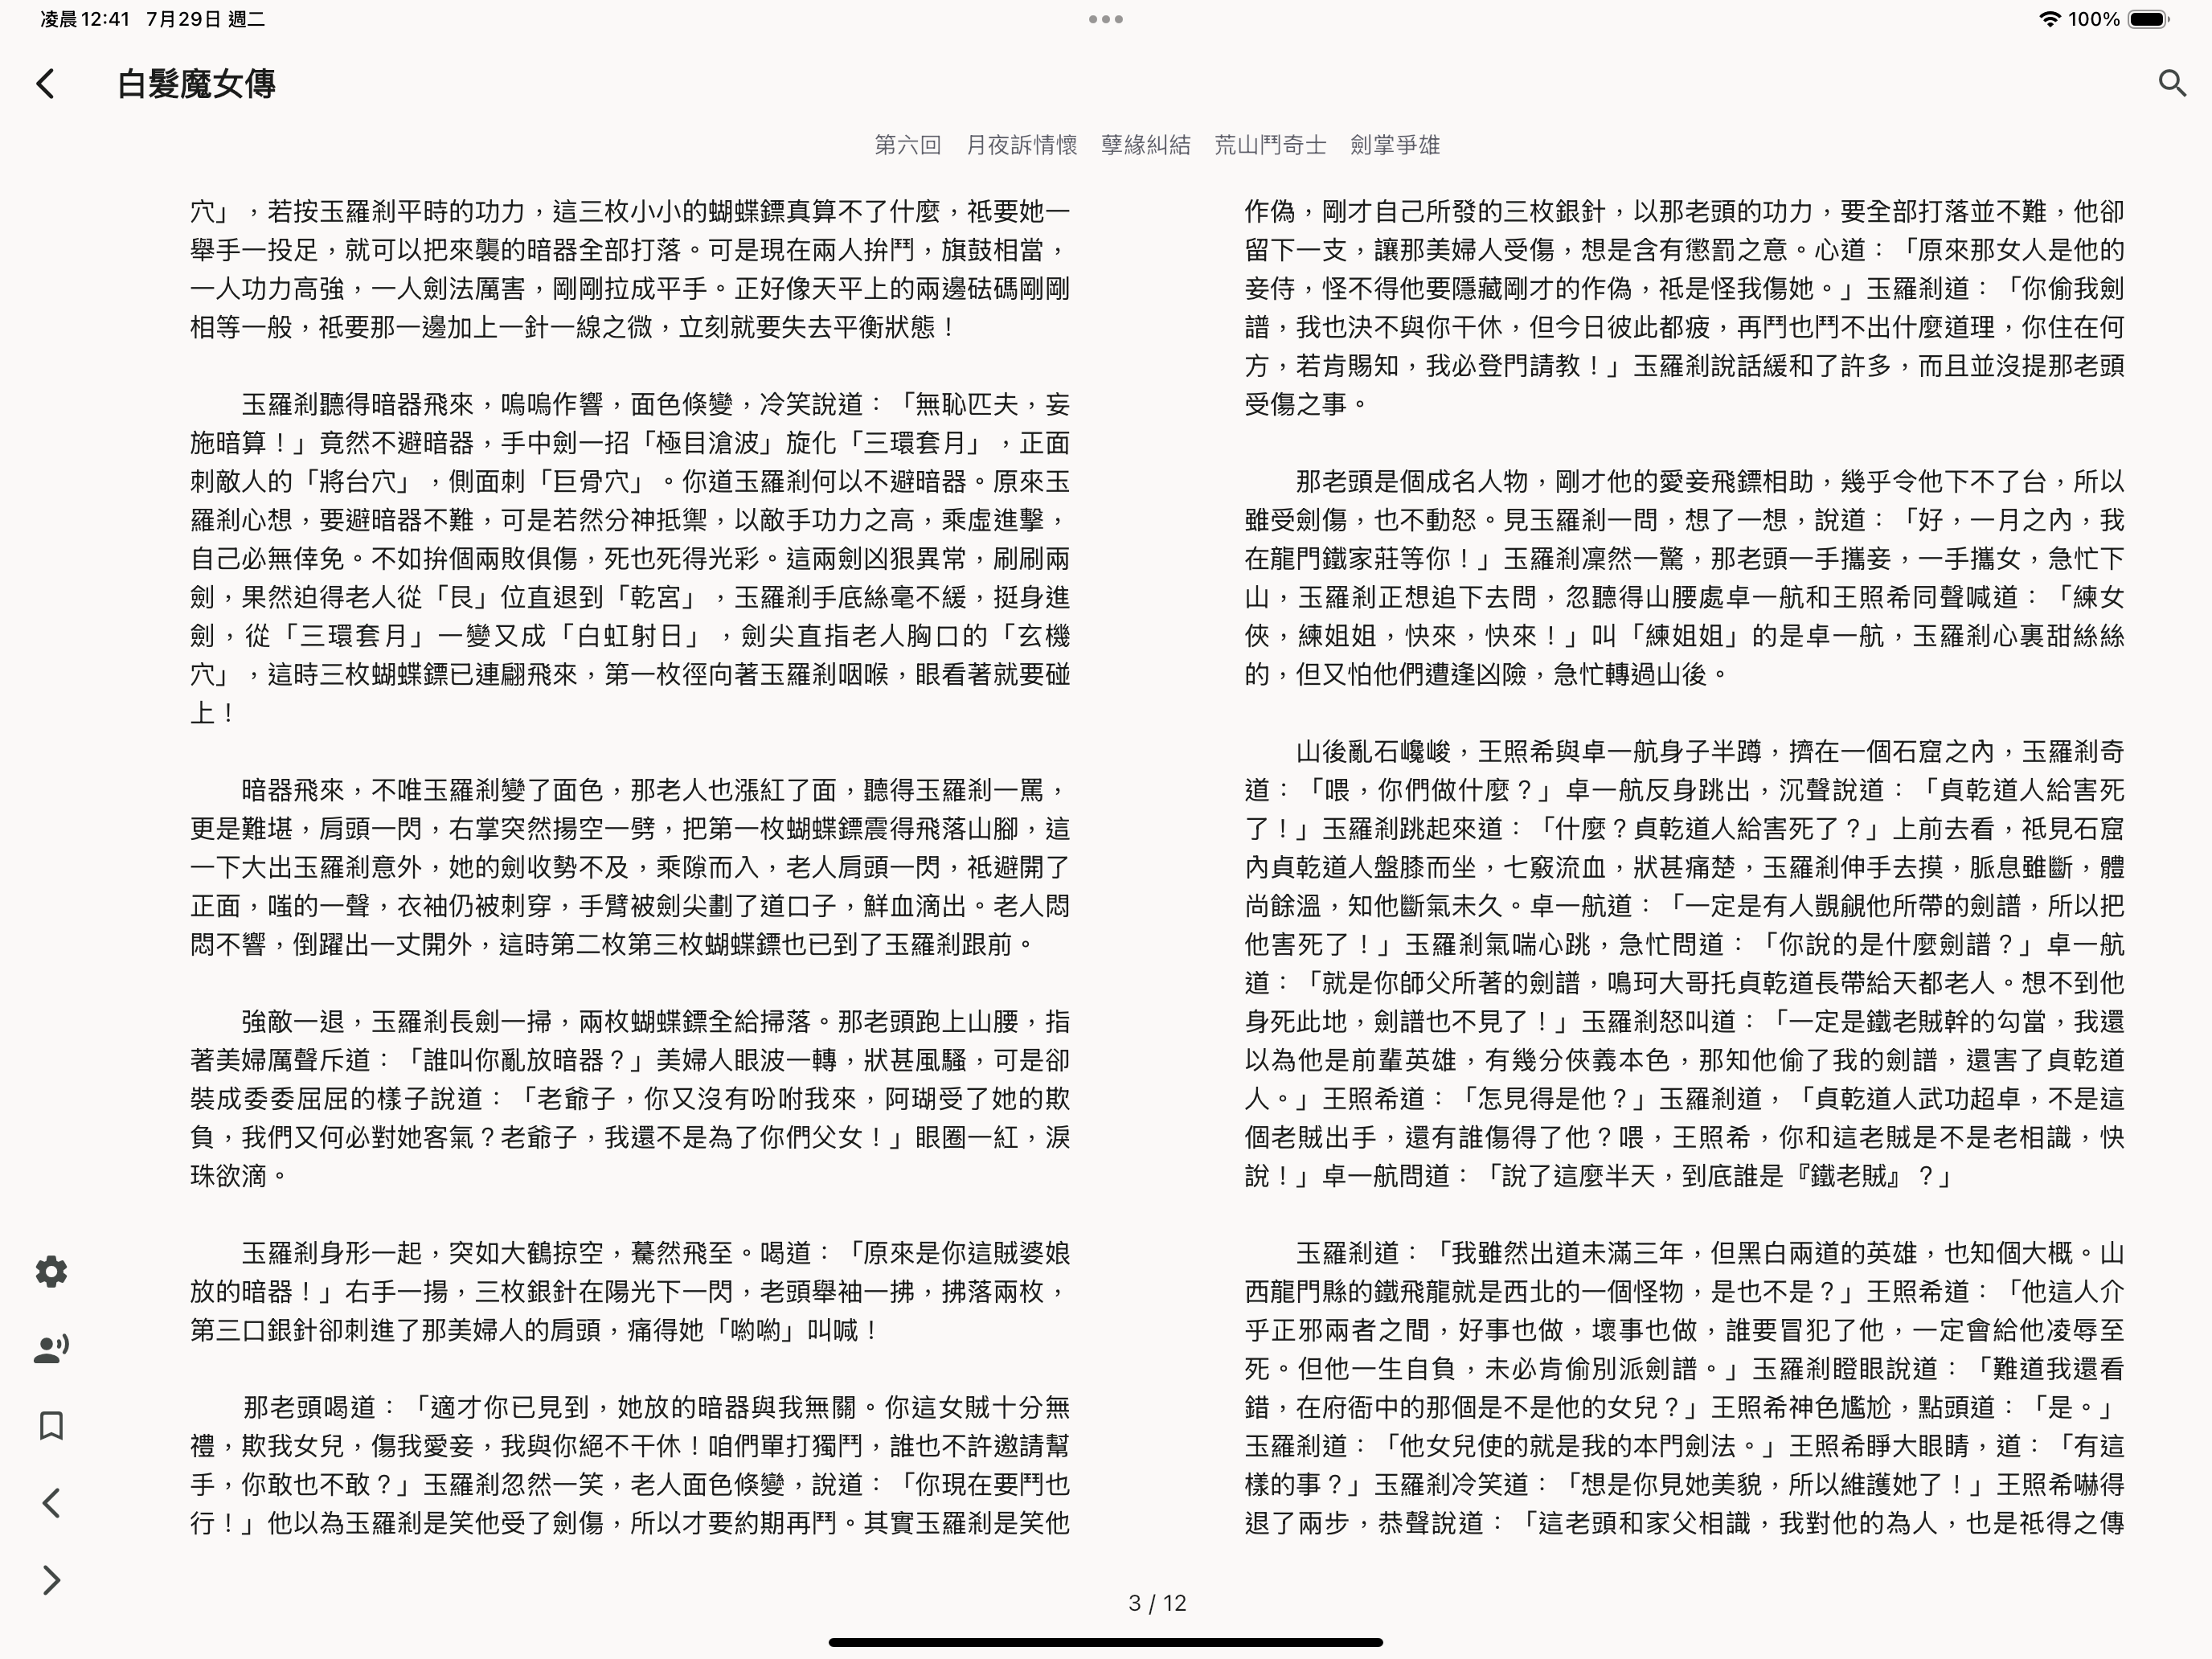 凌晨12:41 7月29日 週二
100%
白髮魔女傳
第六回 月夜訴情懷 孽緣糾結 荒山鬥奇士 劍掌爭雄
穴」，若按玉羅剎平時的功力，這三枚小小的蝴蝶鏢真算不了什麼，祗要她一
舉手一投足，就可以把來襲的暗器全部打落。可是現在兩人拚鬥，旗鼓相當，
一人功力高強，一人劍法厲害，剛剛拉成平手。正好像天平上的兩邊砝碼剛剛
相等一般，祗要那一邊加上一針一線之微，立刻就要失去平衡狀態！
玉羅剎聽得暗器飛來，嗚嗚作響，面色倏變，冷笑說道：「無恥匹夫，妄
施暗算！」竟然不避暗器，手中劍一招「極目滄波」旋化「三環套月」，正面
刺敵人的「將台穴」，側面刺「巨骨穴」。你道玉羅剎何以不避暗器。原來玉
羅剎心想，要避暗器不難，可是若然分神抵禦，以敵手功力之高，乘虛進擊，
自己必無倖免。不如拚個兩敗俱傷，死也死得光彩。這兩劍凶狠異常，刷刷兩
劍，果然迫得老人從「艮」位直退到「乾宮」，玉羅剎手底絲毫不緩，挺身進
劍，從「三環套月」一變又成「白虹射日」，劍尖直指老人胸口的「玄機
穴」，這時三枚蝴蝶鏢已連翩飛來，第一枚徑向著玉羅剎咽喉，眼看著就要碰
上！
暗器飛來，不唯玉羅剎變了面色，那老人也漲紅了面，聽得玉羅剎一罵，
更是難堪，肩頭一閃，右掌突然揚空一劈，把第一枚蝴蝶鏢震得飛落山腳，這
一下大出玉羅剎意外，她的劍收勢不及，乘隙而入，老人肩頭一閃，祗避開了
正面，嗤的一聲，衣袖仍被刺穿，手臂被劍尖劃了道口子，鮮血滴出。老人悶
悶不響，倒躍出一丈開外，這時第二枚第三枚蝴蝶鏢也已到了玉羅剎跟前。
強敵一退，玉羅剎長劍一掃，兩枚蝴蝶鏢全給掃落。那老頭跑上山腰，指
著美婦厲聲斥道：「誰叫你亂放暗器？」美婦人眼波一轉，狀甚風騷，可是卻
裝成委委屈屈的樣子說道：「老爺子，你又沒有吩咐我來，阿瑚受了她的欺
負，我們又何必對她客氣？老爺子，我還不是為了你們父女！」眼圈一紅，淚
珠欲滴。
玉羅剎身形一起，突如大鶴掠空，驀然飛至。喝道：「原來是你這賊婆娘
放的暗器！」右手一揚，三枚銀針在陽光下一閃，老頭舉袖一拂，拂落兩枚，
第三口銀針卻刺進了那美婦人的肩頭，痛得她「喲喲」叫喊！
那老頭喝道：「適才你已見到，她放的暗器與我無關。你這女賊十分無
禮，欺我女兒，傷我愛妾，我與你絕不干休！咱們單打獨鬥，誰也不許邀請幫
手，你敢也不敢？」玉羅剎忽然一笑，老人面色倏變，說道：「你現在要鬥也
行！」他以為玉羅剎是笑他受了劍傷，所以才要約期再鬥。其實玉羅剎是笑他
作偽，剛才自己所發的三枚銀針，以那老頭的功力，要全部打落並不難，他卻
留下一支，讓那美婦人受傷，想是含有懲罰之意。心道：「原來那女人是他的
妾侍，怪不得他要隱藏剛才的作偽，祗是怪我傷她。」玉羅剎道：「你偷我劍
譜，我也決不與你干休，但今日彼此都疲，再鬥也鬥不出什麼道理，你住在何
方，若肯賜知，我必登門請教！」玉羅剎說話緩和了許多，而且並沒提那老頭
受傷之事。
那老頭是個成名人物，剛才他的愛妾飛鏢相助，幾乎令他下不了台，所以
雖受劍傷，也不動怒。見玉羅剎一問，想了一想，說道：「好，一月之內，我
在龍門鐵家莊等你！」玉羅剎凜然一驚，那老頭一手攜妾，一手攜女，急忙下
山，玉羅剎正想追下去問，忽聽得山腰處卓一航和王照希同聲喊道：「練女
俠，練姐姐，快來，快來！」叫「練姐姐」的是卓一航，玉羅剎心裏甜絲絲
的，但又怕他們遭逢凶險，急忙轉過山後。
山後亂石巉峻，王照希與卓一航身子半蹲，擠在一個石窟之內，玉羅剎奇
道：「喂，你們做什麼？」卓一航反身跳出，沉聲說道：「貞乾道人給害死
了！」玉羅剎跳起來道：「什麼？貞乾道人給害死了？」上前去看，祗見石窟
內貞乾道人盤膝而坐，七竅流血，狀甚痛楚，玉羅剎伸手去摸，脈息雖斷，體
尚餘溫，知他斷氣未久。卓一航道：「一定是有人覬覦他所帶的劍譜，所以把
他害死了！」玉羅剎氣喘心跳，急忙問道：「你說的是什麼劍譜？」卓一航
道：「就是你師父所著的劍譜，鳴珂大哥托貞乾道長帶給天都老人。想不到他
身死此地，劍譜也不見了！」玉羅剎怒叫道：「一定是鐵老賊幹的勾當，我還
以為他是前輩英雄，有幾分俠義本色，那知他偷了我的劍譜，還害了貞乾道
人。」王照希道：「怎見得是他？」玉羅剎道，「貞乾道人武功超卓，不是這
個老賊出手，還有誰傷得了他？喂，王照希，你和這老賊是不是老相識，快
說！」卓一航問道：「說了這麼半天，到底誰是『鐵老賊』？」
玉羅剎道：「我雖然出道未滿三年，但黑白兩道的英雄，也知個大概。山
西龍門縣的鐵飛龍就是西北的一個怪物，是也不是？」王照希道：「他這人介
乎正邪兩者之間，好事也做，壞事也做，誰要冒犯了他，一定會給他凌辱至
死。但他一生自負，未必肯偷別派劍譜。」玉羅剎瞪眼說道：「難道我還看
錯，在府衙中的那個是不是他的女兒？」王照希神色尷尬，點頭道：「是。」
玉羅剎道：「他女兒使的就是我的本門劍法。」王照希睜大眼睛，道：「有這
樣的事？」玉羅剎冷笑道：「想是你見她美貌，所以維護她了！」王照希嚇得
退了兩步，恭聲說道：「這老頭和家父相識，我對他的為人，也是祗得之傳
3 / 12